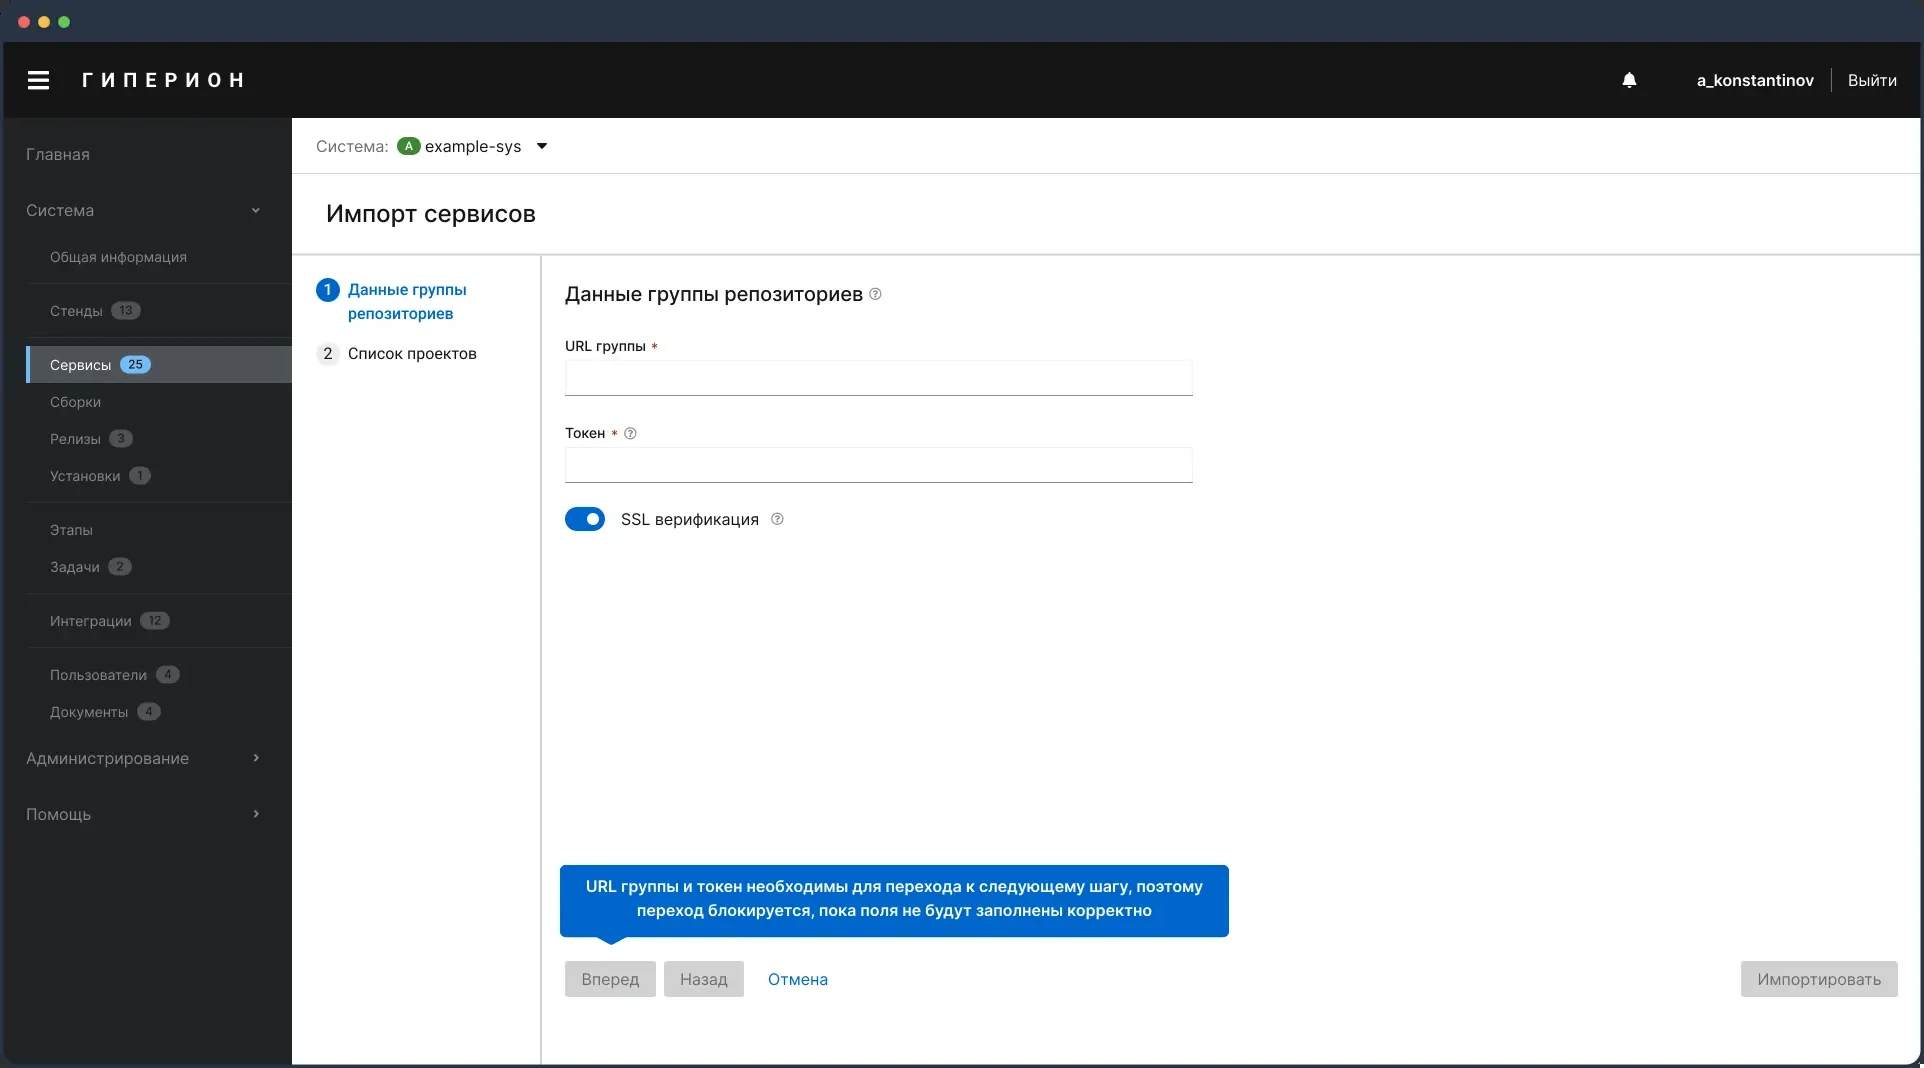 ГИПЕРИОН
a_konstantinov
Выйти
Главная
Система
Общая информация
Стенды 13
Сервисы 25
Сборки
Релизы 3
Установки 1
Этапы
Задачи 2
Интеграции 12
Пользователи 4
Документы 4
Администрирование
Помощь
Система: A example-sys
Импорт сервисов
1 Данные группы
репозиториев
2 Список проектов
Данные группы репозиториев ?
URL группы *
Токен * ?
SSL верификация ?
URL группы и токен необходимы для перехода к следующему шагу, поэтому
переход блокируется, пока поля не будут заполнены корректно
Вперед
Назад
Отмена
Импортировать